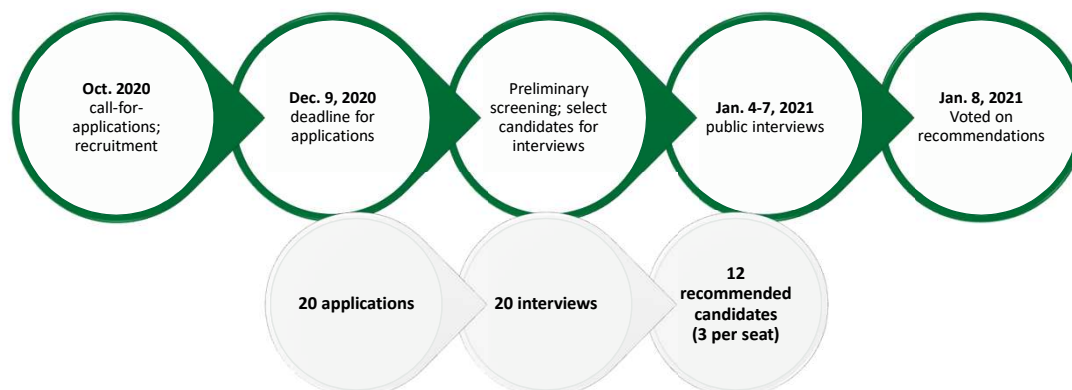 Oct. 2020
call-for-
applications;
recruitment
Dec. 9, 2020
deadline for
applications
Preliminary
screening; select
candidates for
interviews
Jan. 4-7, 2021
public interviews
Jan. 8, 2021
Voted on
recommendations
20 applications
20 interviews
12
recommended
candidates
(3 per seat)